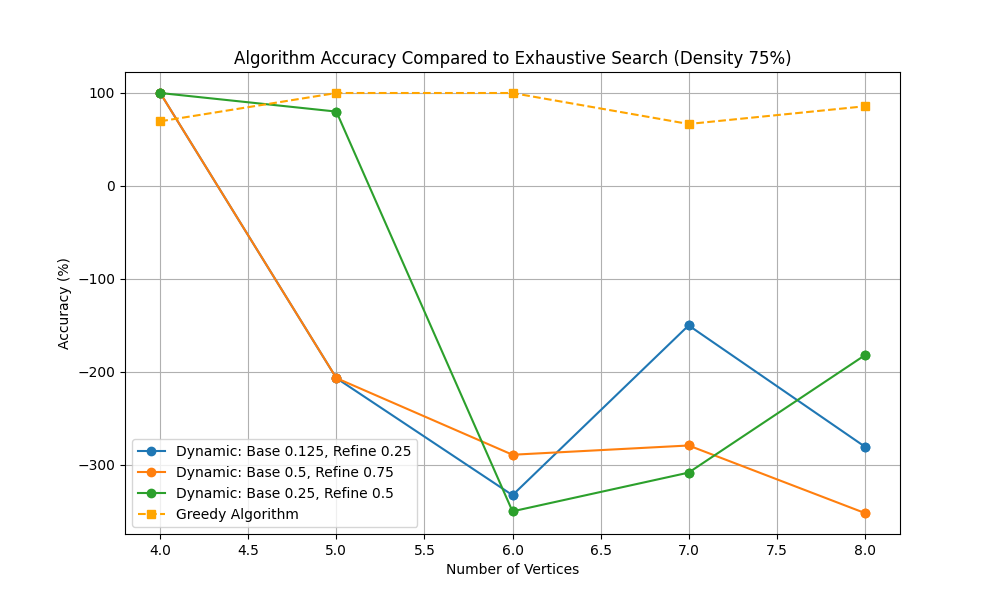 Algorithm Accuracy Compared to Exhaustive Search (Density 75%)
Accuracy (%)
100
0
−100
−200
−300
Dynamic: Base 0.125, Refine 0.25
Dynamic: Base 0.5, Refine 0.75
Dynamic: Base 0.25, Refine 0.5
Greedy Algorithm
4.0 4.5 5.0 5.5 6.0 6.5 7.0 7.5 8.0
Number of Vertices